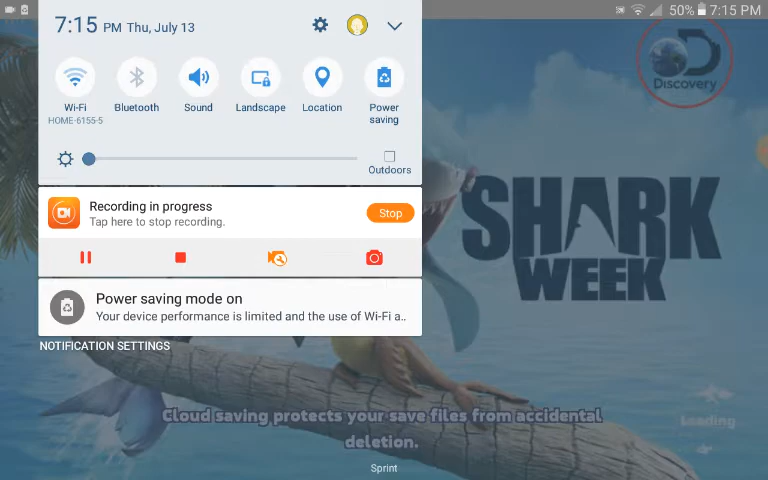 50% 7:15 PM
7:15 PM Thu, July 13
Discovery
Wi-Fi Bluetooth Sound Landscape Location Power saving
HOME-6155-5
Outdoors
Recording in progress
Tap here to stop recording.
Stop
SHARK
WEEK
Power saving mode on
Your device performance is limited and the use of Wi-Fi a..
NOTIFICATION SETTINGS
Cloud saving protects your save files from accidental
deletion.
Loading
Sprint